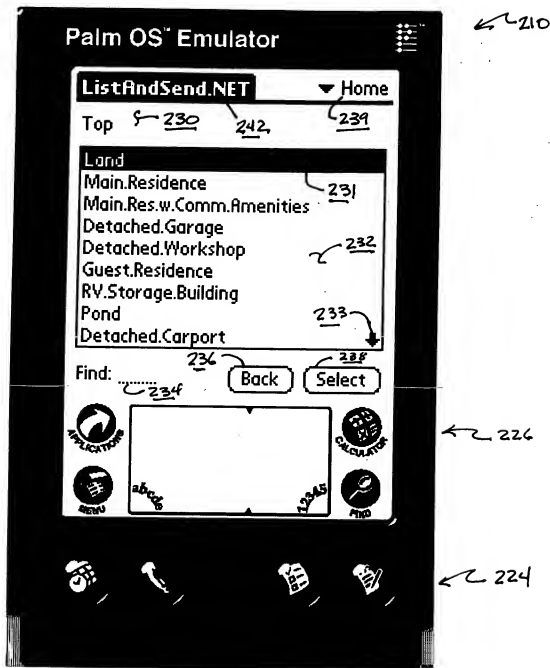 Palm OS™ Emulator 210
ListAndSend.NET ▼ Home
Top 230 242 239
Land
Main.Residence 231
Main.Res.w.Comm.Amenities
Detached.Garage
Detached.Workshop 232
Guest.Residence
RV.Storage.Building
Pond 233
Detached.Carport
236 238
Find: .......... Back Select
234
APPLICATIONS CALCULATOR 226
MENU abcde 12345 FIND
224